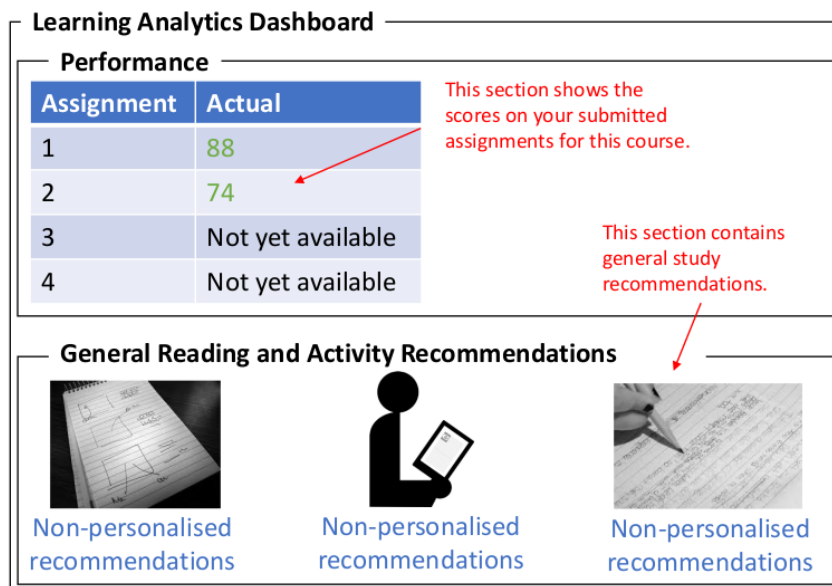 Learning Analytics Dashboard
Performance
Assignment Actual
1 88
2 74
3 Not yet available
4 Not yet available
This section shows the
scores on your submitted
assignments for this course.
This section contains
general study
recommendations.
General Reading and Activity Recommendations
Non-personalised
recommendations
Non-personalised
recommendations
Non-personalised
recommendations